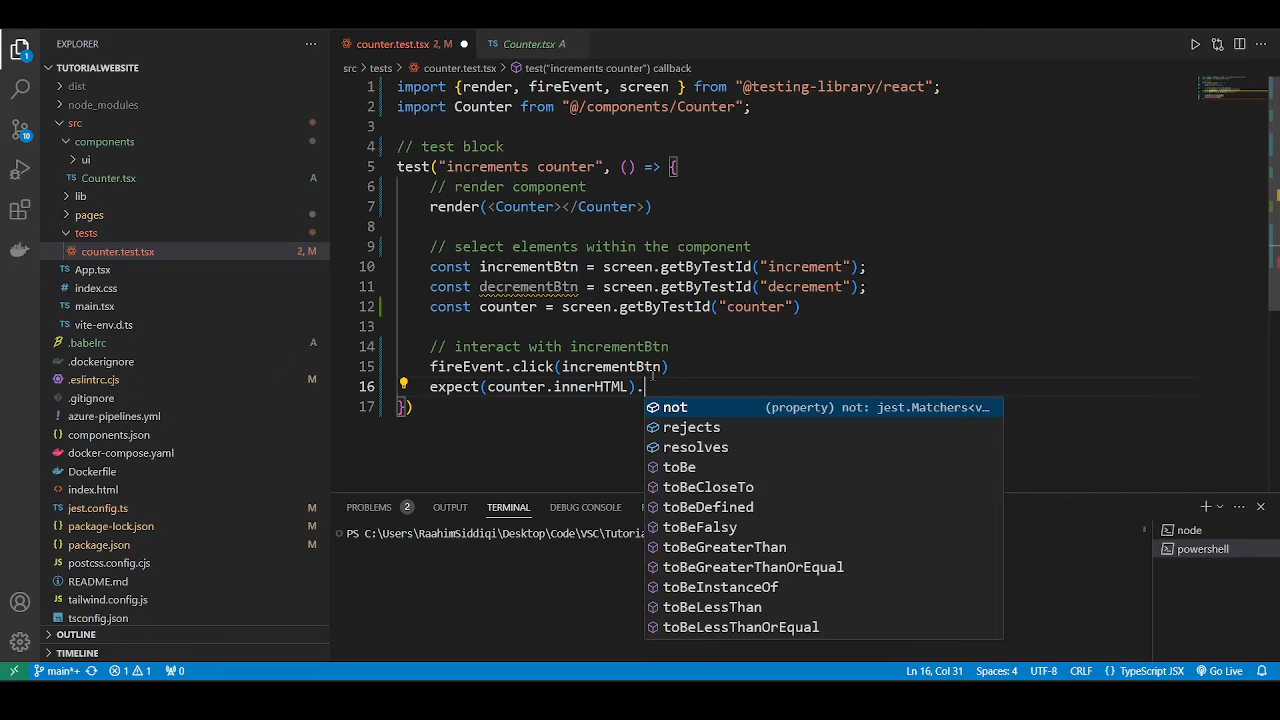 EXPLORER
TUTORIALWEBSITE
dist
node_modules
src
components
ui
Counter.tsx A
lib
pages
tests
counter.test.tsx 2, M
App.tsx
index.css
main.tsx
vite-env.d.ts
.babelrc A
.dockerignore
.eslintrc.cjs
.gitignore
azure-pipelines.yml
components.json
docker-compose.yaml
Dockerfile
index.html
jest.config.ts M
package-lock.json M
package.json M
postcss.config.cjs
README.md
tailwind.config.js
tsconfig.json
OUTLINE
TIMELINE
1
10
counter.test.tsx 2, M
Counter.tsx A
src > tests > counter.test.tsx > test("increments counter") callback
1 import {render, fireEvent, screen } from "@testing-library/react";
2 import Counter from "@/components/Counter";
3
4 // test block
5 test("increments counter", () => {
6 // render component
7 render(<Counter></Counter>)
8
9 // select elements within the component
10 const incrementBtn = screen.getByTestId("increment");
11 const decrementBtn = screen.getByTestId("decrement");
12 const counter = screen.getByTestId("counter")
13
14 // interact with incrementBtn
15 fireEvent.click(incrementBtn)
16 expect(counter.innerHTML).
17 })
not (property) not: jest.Matchers<v…
rejects
resolves
toBe
toBeCloseTo
toBeDefined
toBeFalsy
toBeGreaterThan
toBeGreaterThanOrEqual
toBeInstanceOf
toBeLessThan
toBeLessThanOrEqual
PROBLEMS 2 OUTPUT TERMINAL DEBUG CONSOLE
PS C:\Users\RaahimSiddiqi\Desktop\Code\VSC\Tutoria
node
powershell
main*+ 1 1 0 Ln 16, Col 31 Spaces: 4 UTF-8 CRLF {} TypeScript JSX Go Live